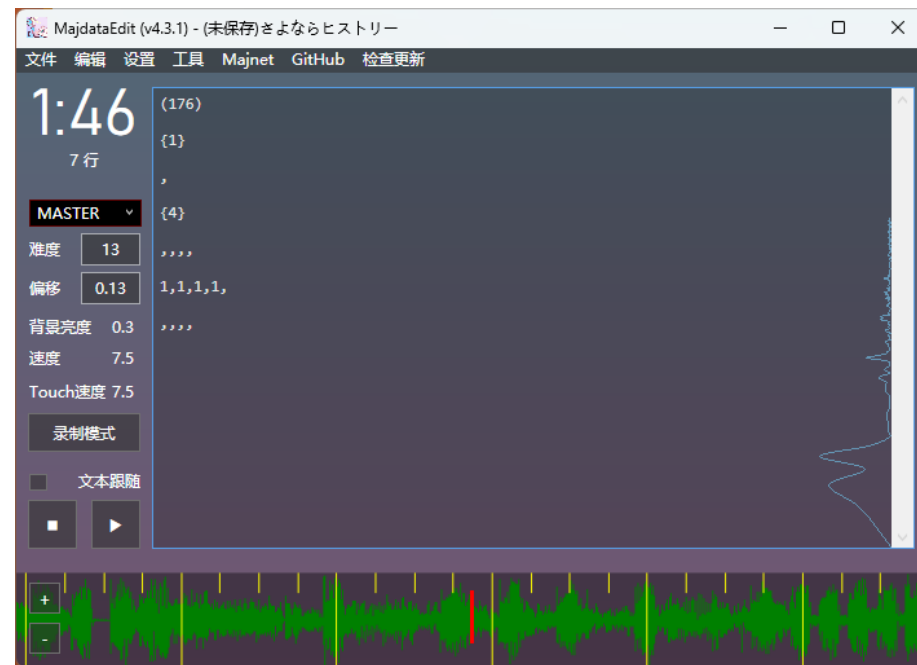 MajdataEdit (v4.3.1) - (未保存)さよならヒストリー
文件 编辑 设置 工具 Majnet GitHub 检查更新
1:46
7 行
MASTER
难度 13
偏移 0.13
背景亮度 0.3
速度 7.5
Touch速度 7.5
录制模式
文本跟随
(176)
{1}
,
{4}
,,,,
1,1,1,1,
,,,,
+
-